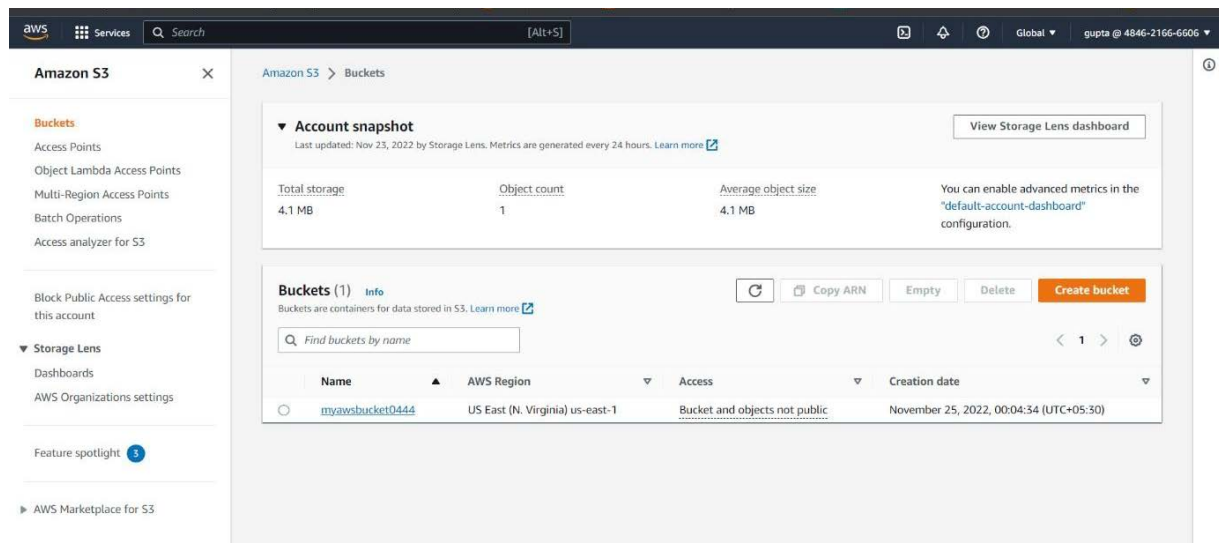 aws
Services
Search
[Alt+S]
Global
gupta @ 4846-2166-6606
Amazon S3
Buckets
Access Points
Object Lambda Access Points
Multi-Region Access Points
Batch Operations
Access analyzer for S3
Block Public Access settings for
this account
Storage Lens
Dashboards
AWS Organizations settings
Feature spotlight 3
AWS Marketplace for S3
Amazon S3 > Buckets
Account snapshot
View Storage Lens dashboard
Last updated: Nov 23, 2022 by Storage Lens. Metrics are generated every 24 hours. Learn more
Total storage
4.1 MB
Object count
1
Average object size
4.1 MB
You can enable advanced metrics in the
"default-account-dashboard"
configuration.
Buckets (1) Info
Buckets are containers for data stored in S3. Learn more
Copy ARN
Empty
Delete
Create bucket
Find buckets by name
< 1 >
Name AWS Region Access Creation date
myawsbucket0444 US East (N. Virginia) us-east-1 Bucket and objects not public November 25, 2022, 00:04:34 (UTC+05:30)